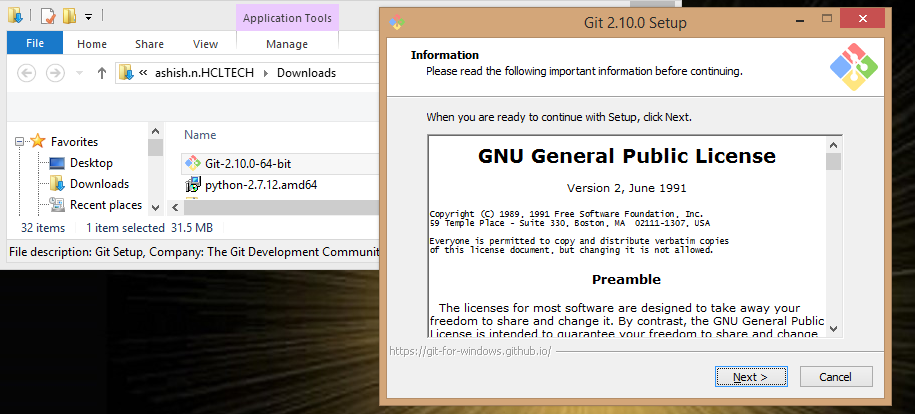 Application Tools
File
Home
Share
View
Manage
ashish.n.HCLTECH
Downloads
Favorites
Desktop
Downloads
Recent places
Name
Git-2.10.0-64-bit
python-2.7.12.amd64
32 items
1 item selected 31.5 MB
File description: Git Setup, Company: The Git Development Communit
Git 2.10.0 Setup
Information
Please read the following important information before continuing.
When you are ready to continue with Setup, click Next.
GNU General Public License
Version 2, June 1991
Copyright (C) 1989, 1991 Free Software Foundation, Inc.
59 Temple Place - Suite 330, Boston, MA  02111-1307, USA
Everyone is permitted to copy and distribute verbatim copies
of this license document, but changing it is not allowed.
Preamble
The licenses for most software are designed to take away your
freedom to share and change it. By contrast, the GNU General Public
License is intended to guarantee your freedom to share and change
https://git-for-windows.github.io/
Next >
Cancel